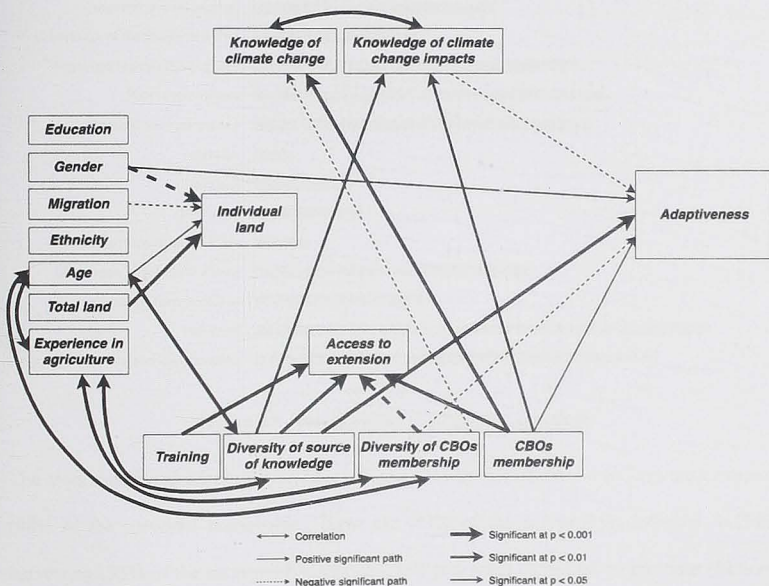 Knowledge of
climate change
Knowledge of climate
change impacts
Education
Gender
Migration
Ethnicity
Age
Total land
Experience in
agriculture
Individual
land
Adaptiveness
Access to
extension
Training
Diversity of source
of knowledge
Diversity of CBOs
membership
CBOs
membership
Correlation
Positive significant path
Negative significant path
Significant at p < 0.001
Significant at p < 0.01
Significant at p < 0.05